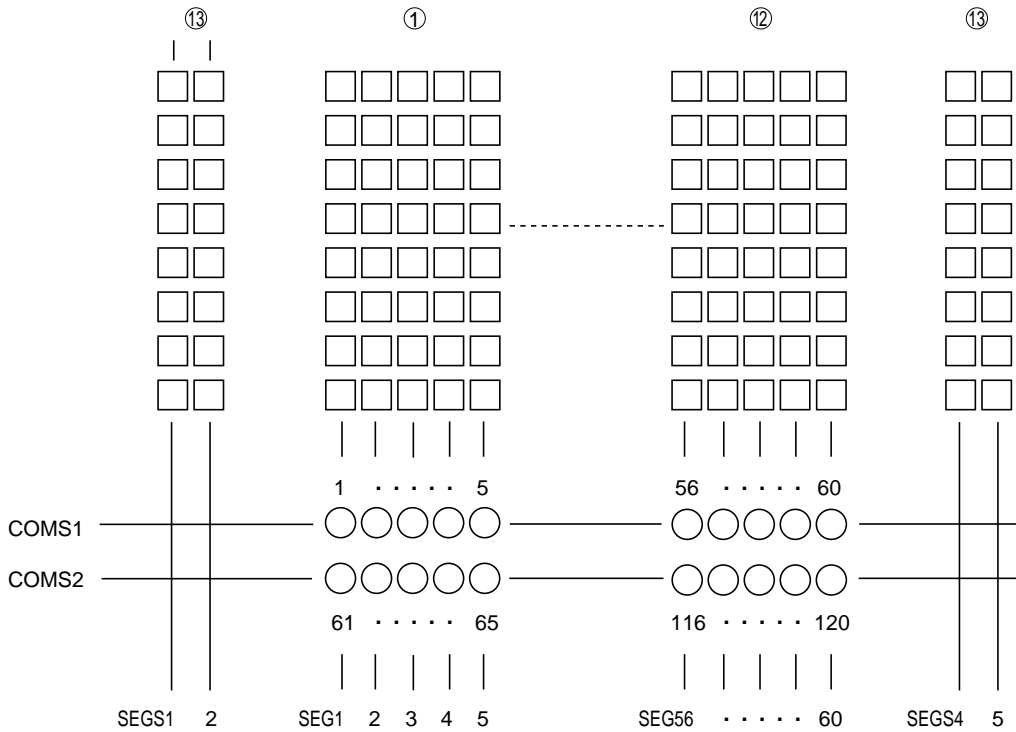 ⑬ ① ⑫ ⑬
1 · · · · · 5 56 · · · · · 60
COMS1
COMS2
61 · · · · · 65 116 · · · · · 120
SEGS1 2 SEG1 2 3 4 5 SEG56 · · · · · 60 SEGS4 5